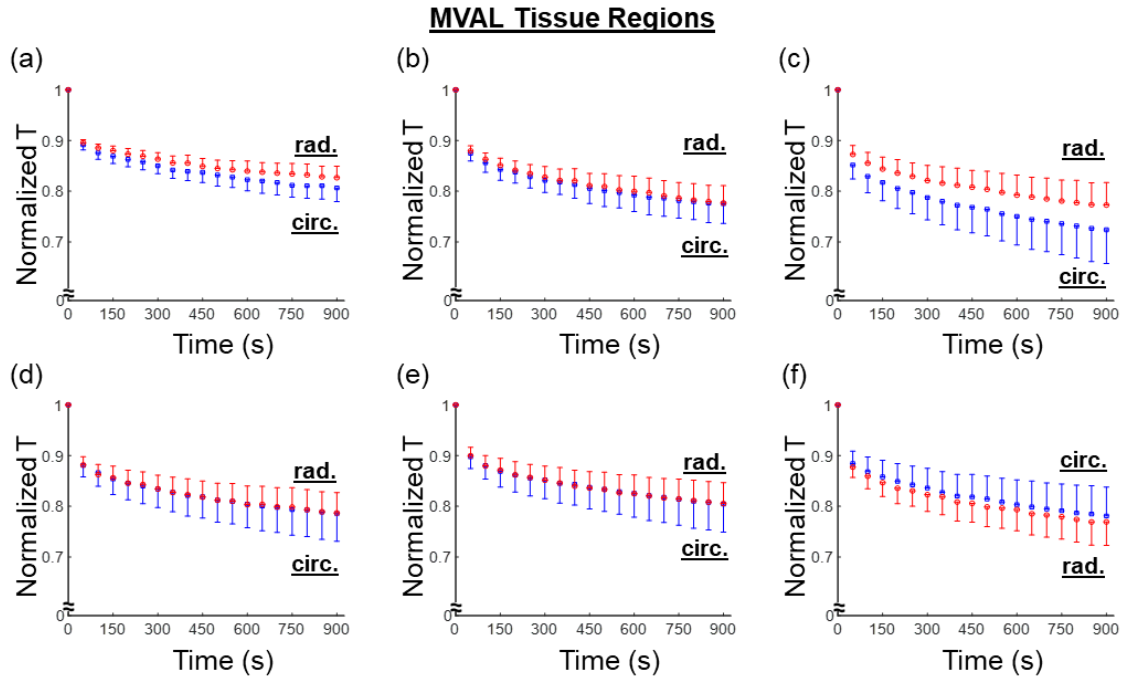 MVAL Tissue Regions
(a)
Normalized T
1
0.9
0.8
0.7
0
≈
rad.
circ.
0 150 300 450 600 750 900
Time (s)
(b)
Normalized T
1
0.9
0.8
0.7
0
≈
rad.
circ.
0 150 300 450 600 750 900
Time (s)
(c)
Normalized T
1
0.9
0.8
0.7
0
≈
rad.
circ.
0 150 300 450 600 750 900
Time (s)
(d)
Normalized T
1
0.9
0.8
0.7
0
≈
rad.
circ.
0 150 300 450 600 750 900
Time (s)
(e)
Normalized T
1
0.9
0.8
0.7
0
≈
rad.
circ.
0 150 300 450 600 750 900
Time (s)
(f)
Normalized T
1
0.9
0.8
0.7
0
≈
circ.
rad.
0 150 300 450 600 750 900
Time (s)